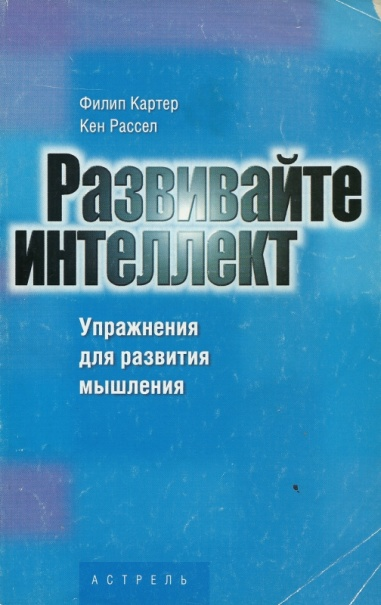 Филип Картер
Кен Рассел
Развивайте
интеллект
Упражнения
для развития
мышления
АСТРЕЛЬ